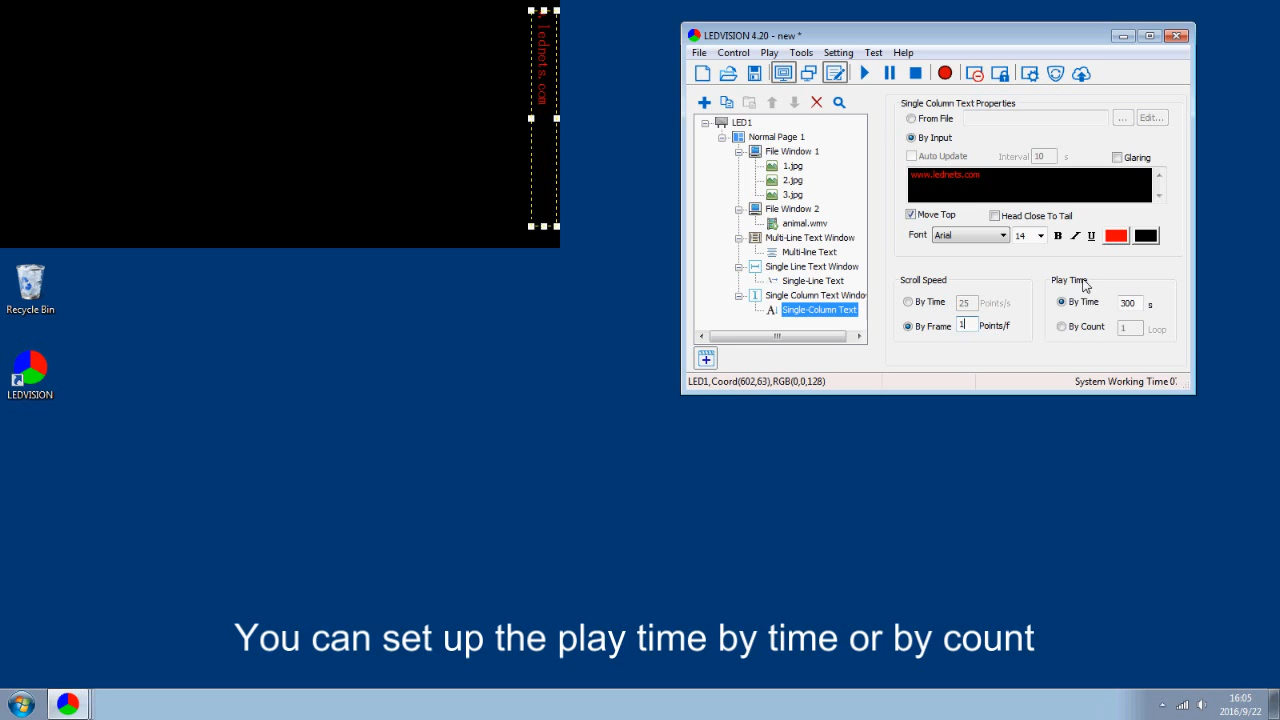 lednets.com
Recycle Bin
LEDVISION
LEDVISION 4.20 - new *
File Control Play Tools Setting Test Help
LED1
Normal Page 1
File Window 1
1.jpg
2.jpg
3.jpg
File Window 2
animal.wmv
Multi-Line Text Window
Multi-line Text
Single Line Text Window
Single-Line Text
Single Column Text Windo
Single-Column Text
Single Column Text Properties
From File ... Edit...
By Input
Auto Update Interval 10 s Glaring
www.lednets.com
Move Top Head Close To Tail
Font Arial 14 B I U
Scroll Speed
By Time 25 Points/s
By Frame 1 Points/f
Play Time
By Time 300 s
By Count 1 Loop
LED1,Coord(602,63),RGB(0,0,128) System Working Time 0
You can set up the play time by time or by count
16:05
2016/9/22